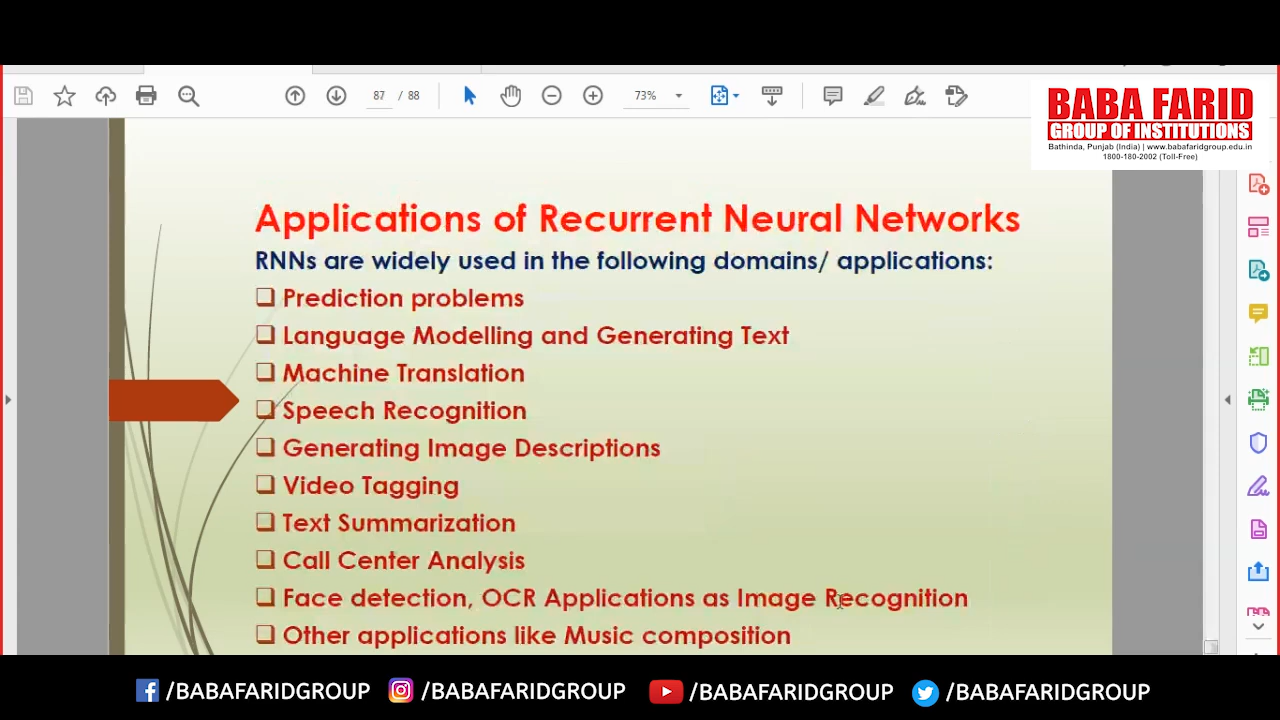 87 / 88
73%
BABA FARID
GROUP OF INSTITUTIONS
Bathinda, Punjab (India) | www.babafaridgroup.edu.in
1800-180-2002 (Toll-Free)
Applications of Recurrent Neural Networks
RNNs are widely used in the following domains/ applications:
Prediction problems
Language Modelling and Generating Text
Machine Translation
Speech Recognition
Generating Image Descriptions
Video Tagging
Text Summarization
Call Center Analysis
Face detection, OCR Applications as Image Recognition
Other applications like Music composition
/BABAFARIDGROUP /BABAFARIDGROUP /BABAFARIDGROUP /BABAFARIDGROUP